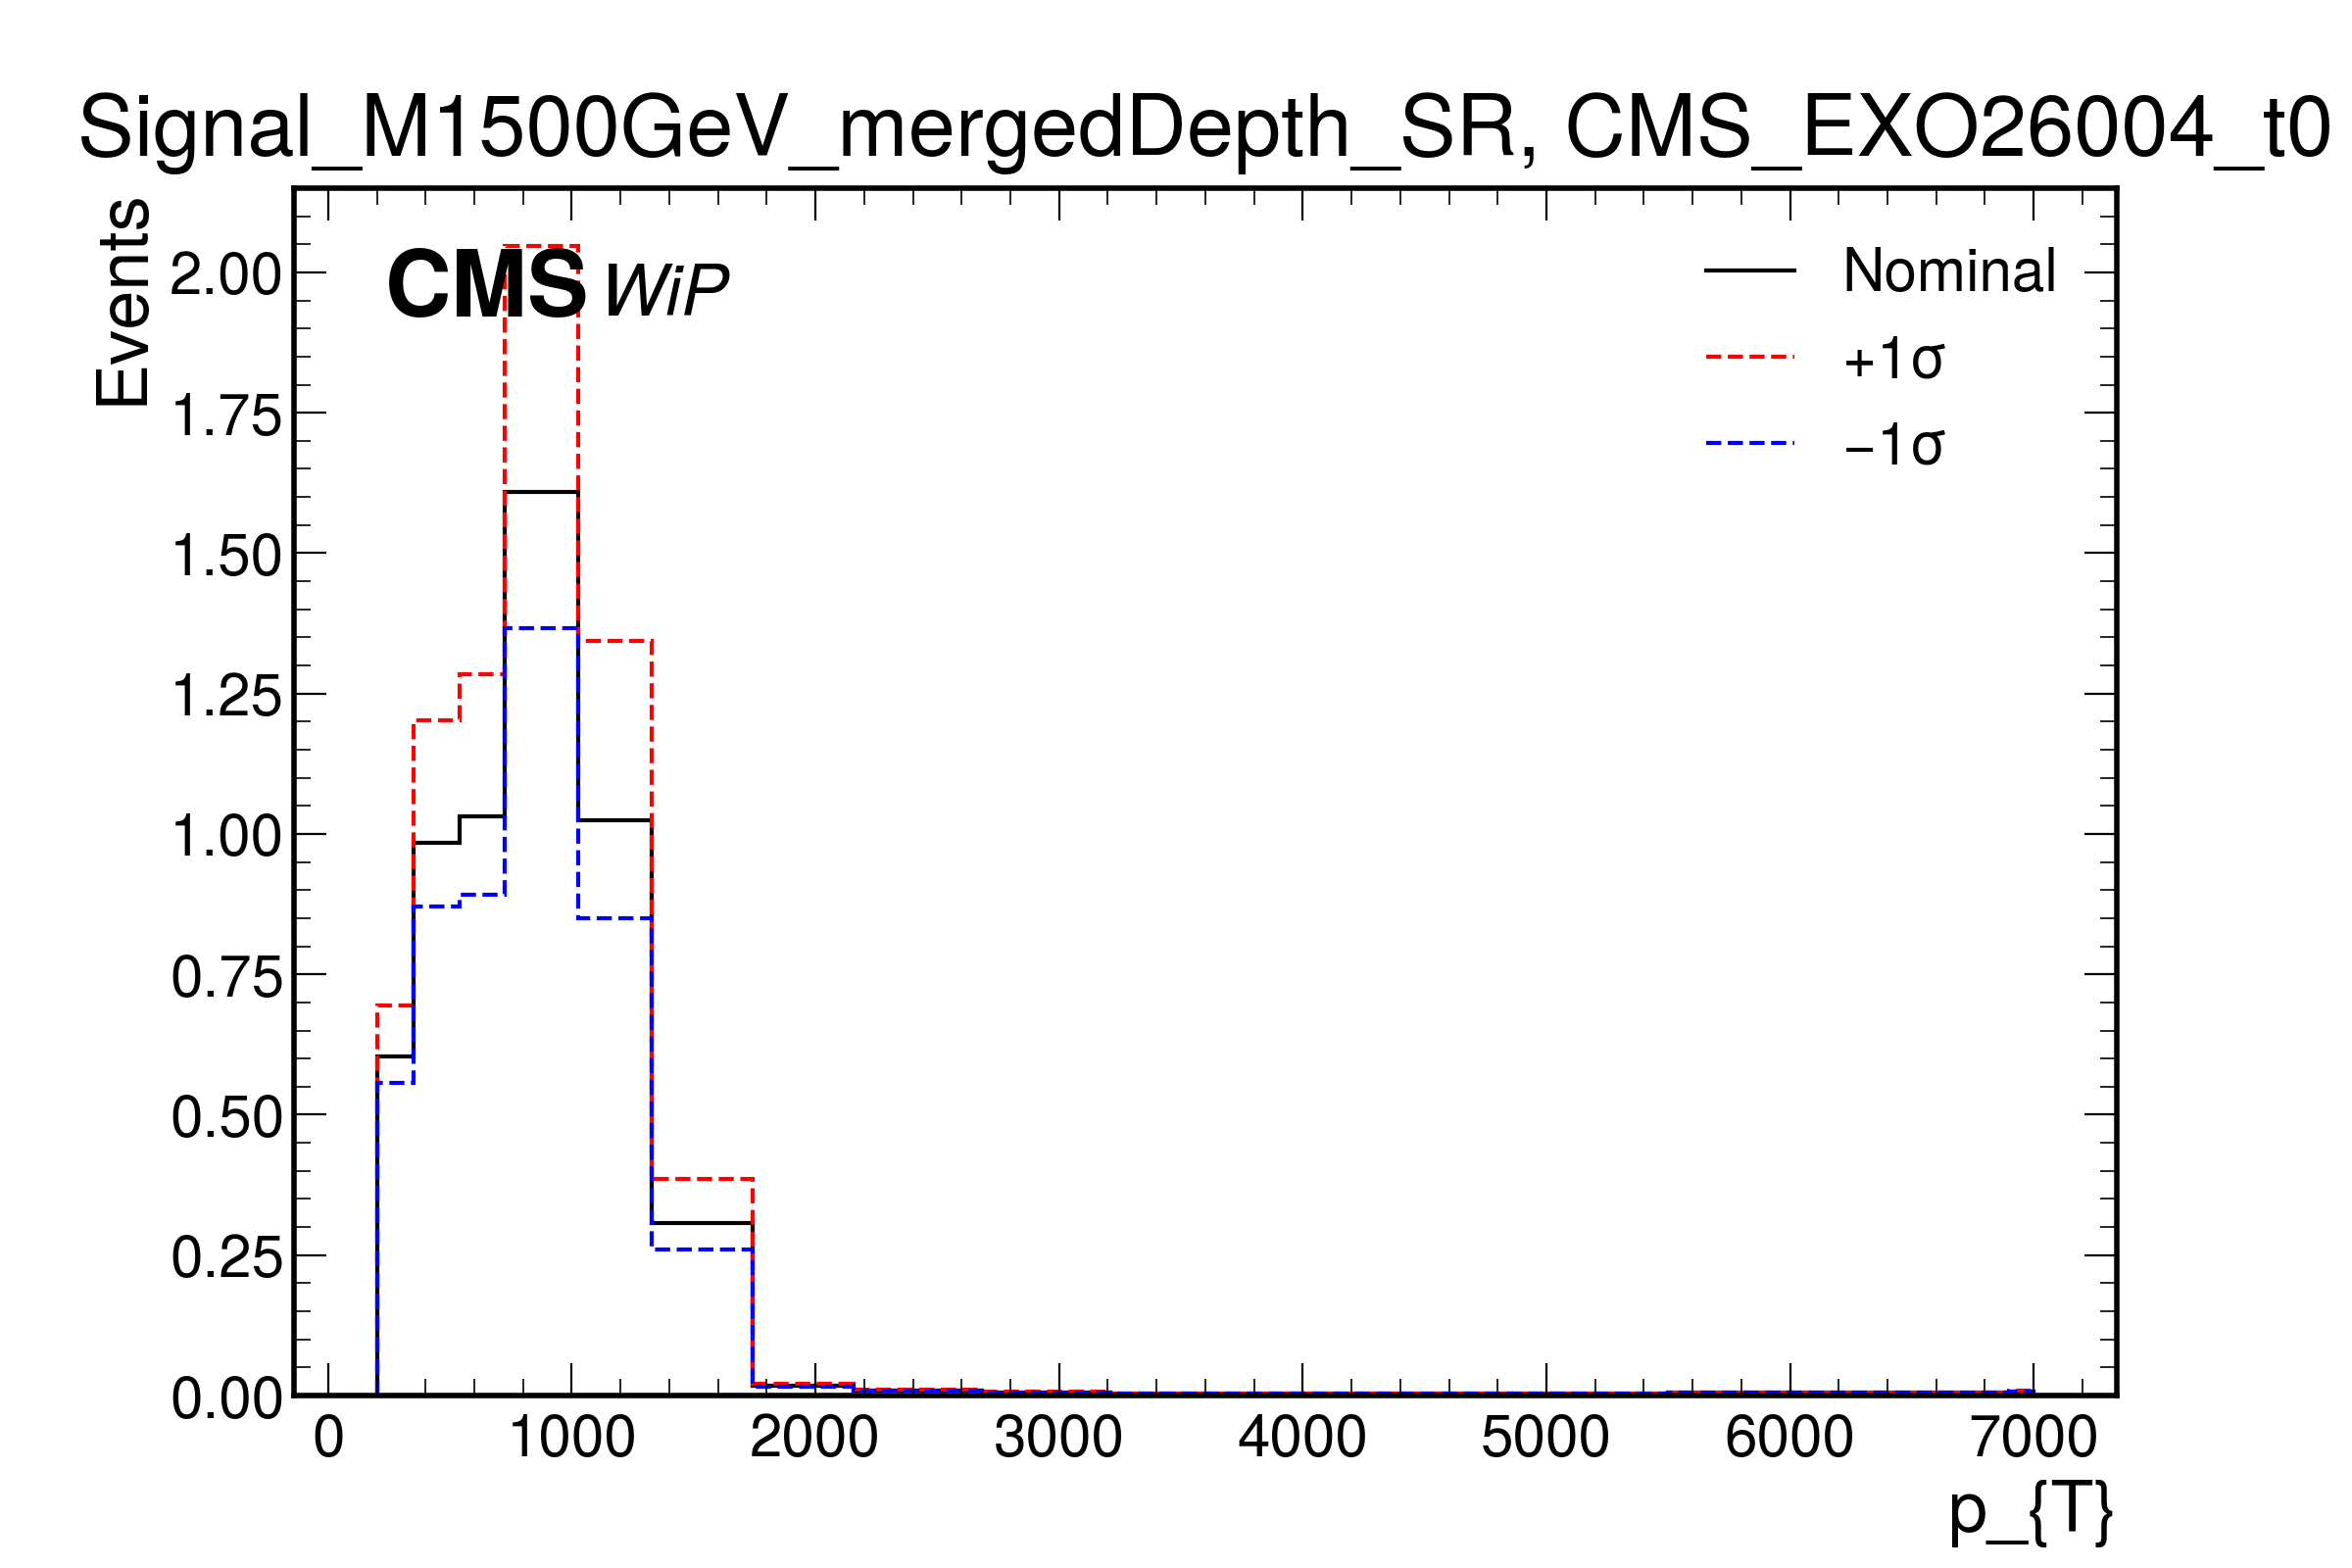 Signal_M1500GeV_mergedDepth_SR, CMS_EXO26004_t0
Events
CMS WiP
Nominal
+1σ
−1σ
2.00
1.75
1.50
1.25
1.00
0.75
0.50
0.25
0.00
0 1000 2000 3000 4000 5000 6000 7000
p_{T}